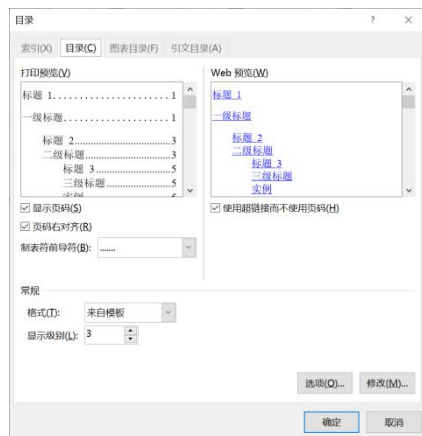 目录 ? ×
索引(X) 目录(C) 图表目录(F) 引文目录(A)
打印预览(V) Web 预览(W)
标题 1......................1 标题 1
一级标题......................1 一级标题
标题 2......................3 标题 2
二级标题......................3 二级标题
标题 3......................5 标题 3
三级标题......................5 三级标题
实例 实例
☑ 显示页码(S) ☑ 使用超链接而不使用页码(H)
☑ 页码右对齐(R)
制表符前导符(B): .......
常规
格式(T): 来自模板
显示级别(L): 3
选项(O)... 修改(M)...
确定 取消